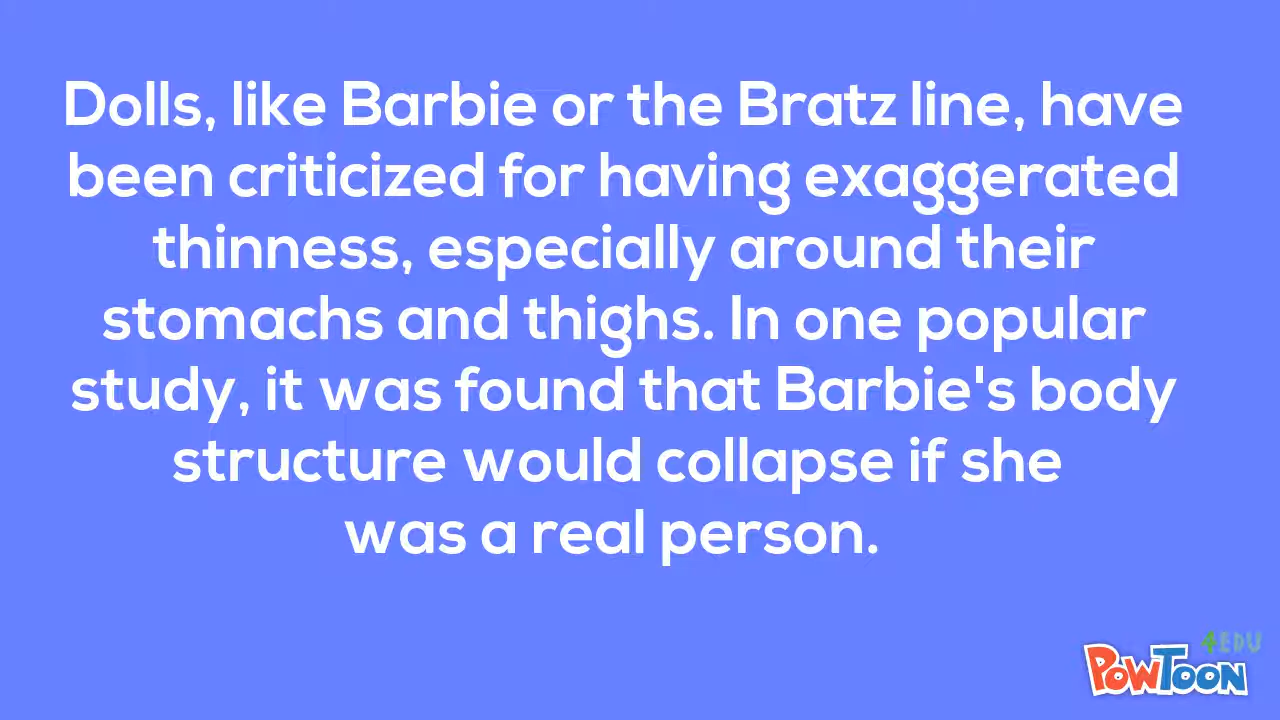 Dolls, like Barbie or the Bratz line, have
been criticized for having exaggerated
thinness, especially around their
stomachs and thighs. In one popular
study, it was found that Barbie's body
structure would collapse if she
was a real person.
4EDU
POWTOON